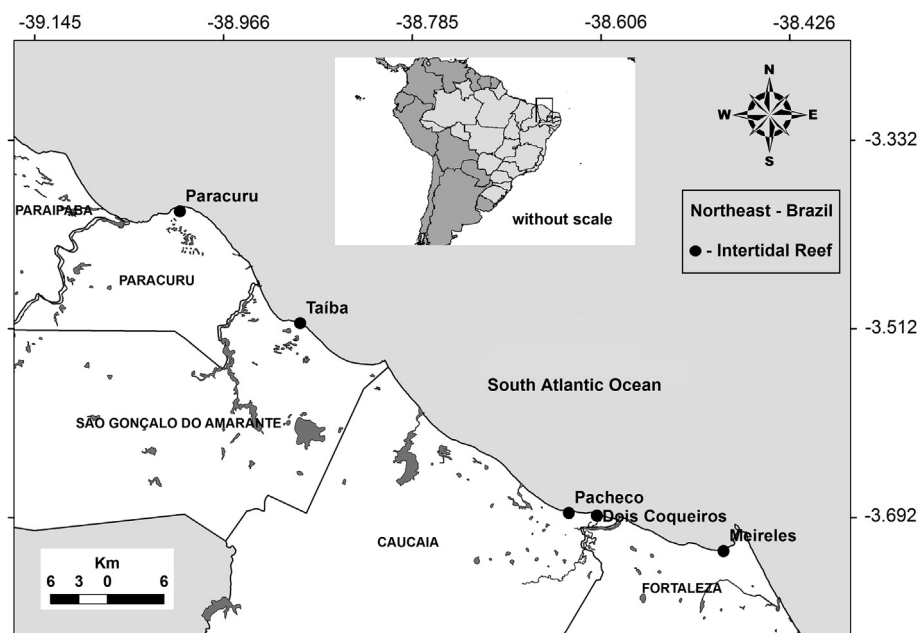 -39.145 -38.966 -38.785 -38.606 -38.426
N
W E
S
-3.332
without scale
Northeast - Brazil
- Intertidal Reef
PARAIPABA
Paracuru
PARACURU
Taíba
-3.512
South Atlantic Ocean
SÃO GONÇALO DO AMARANTE
Pacheco
Dois Coqueiros
-3.692
Meireles
CAUCAIA
FORTALEZA
Km
6 3 0 6